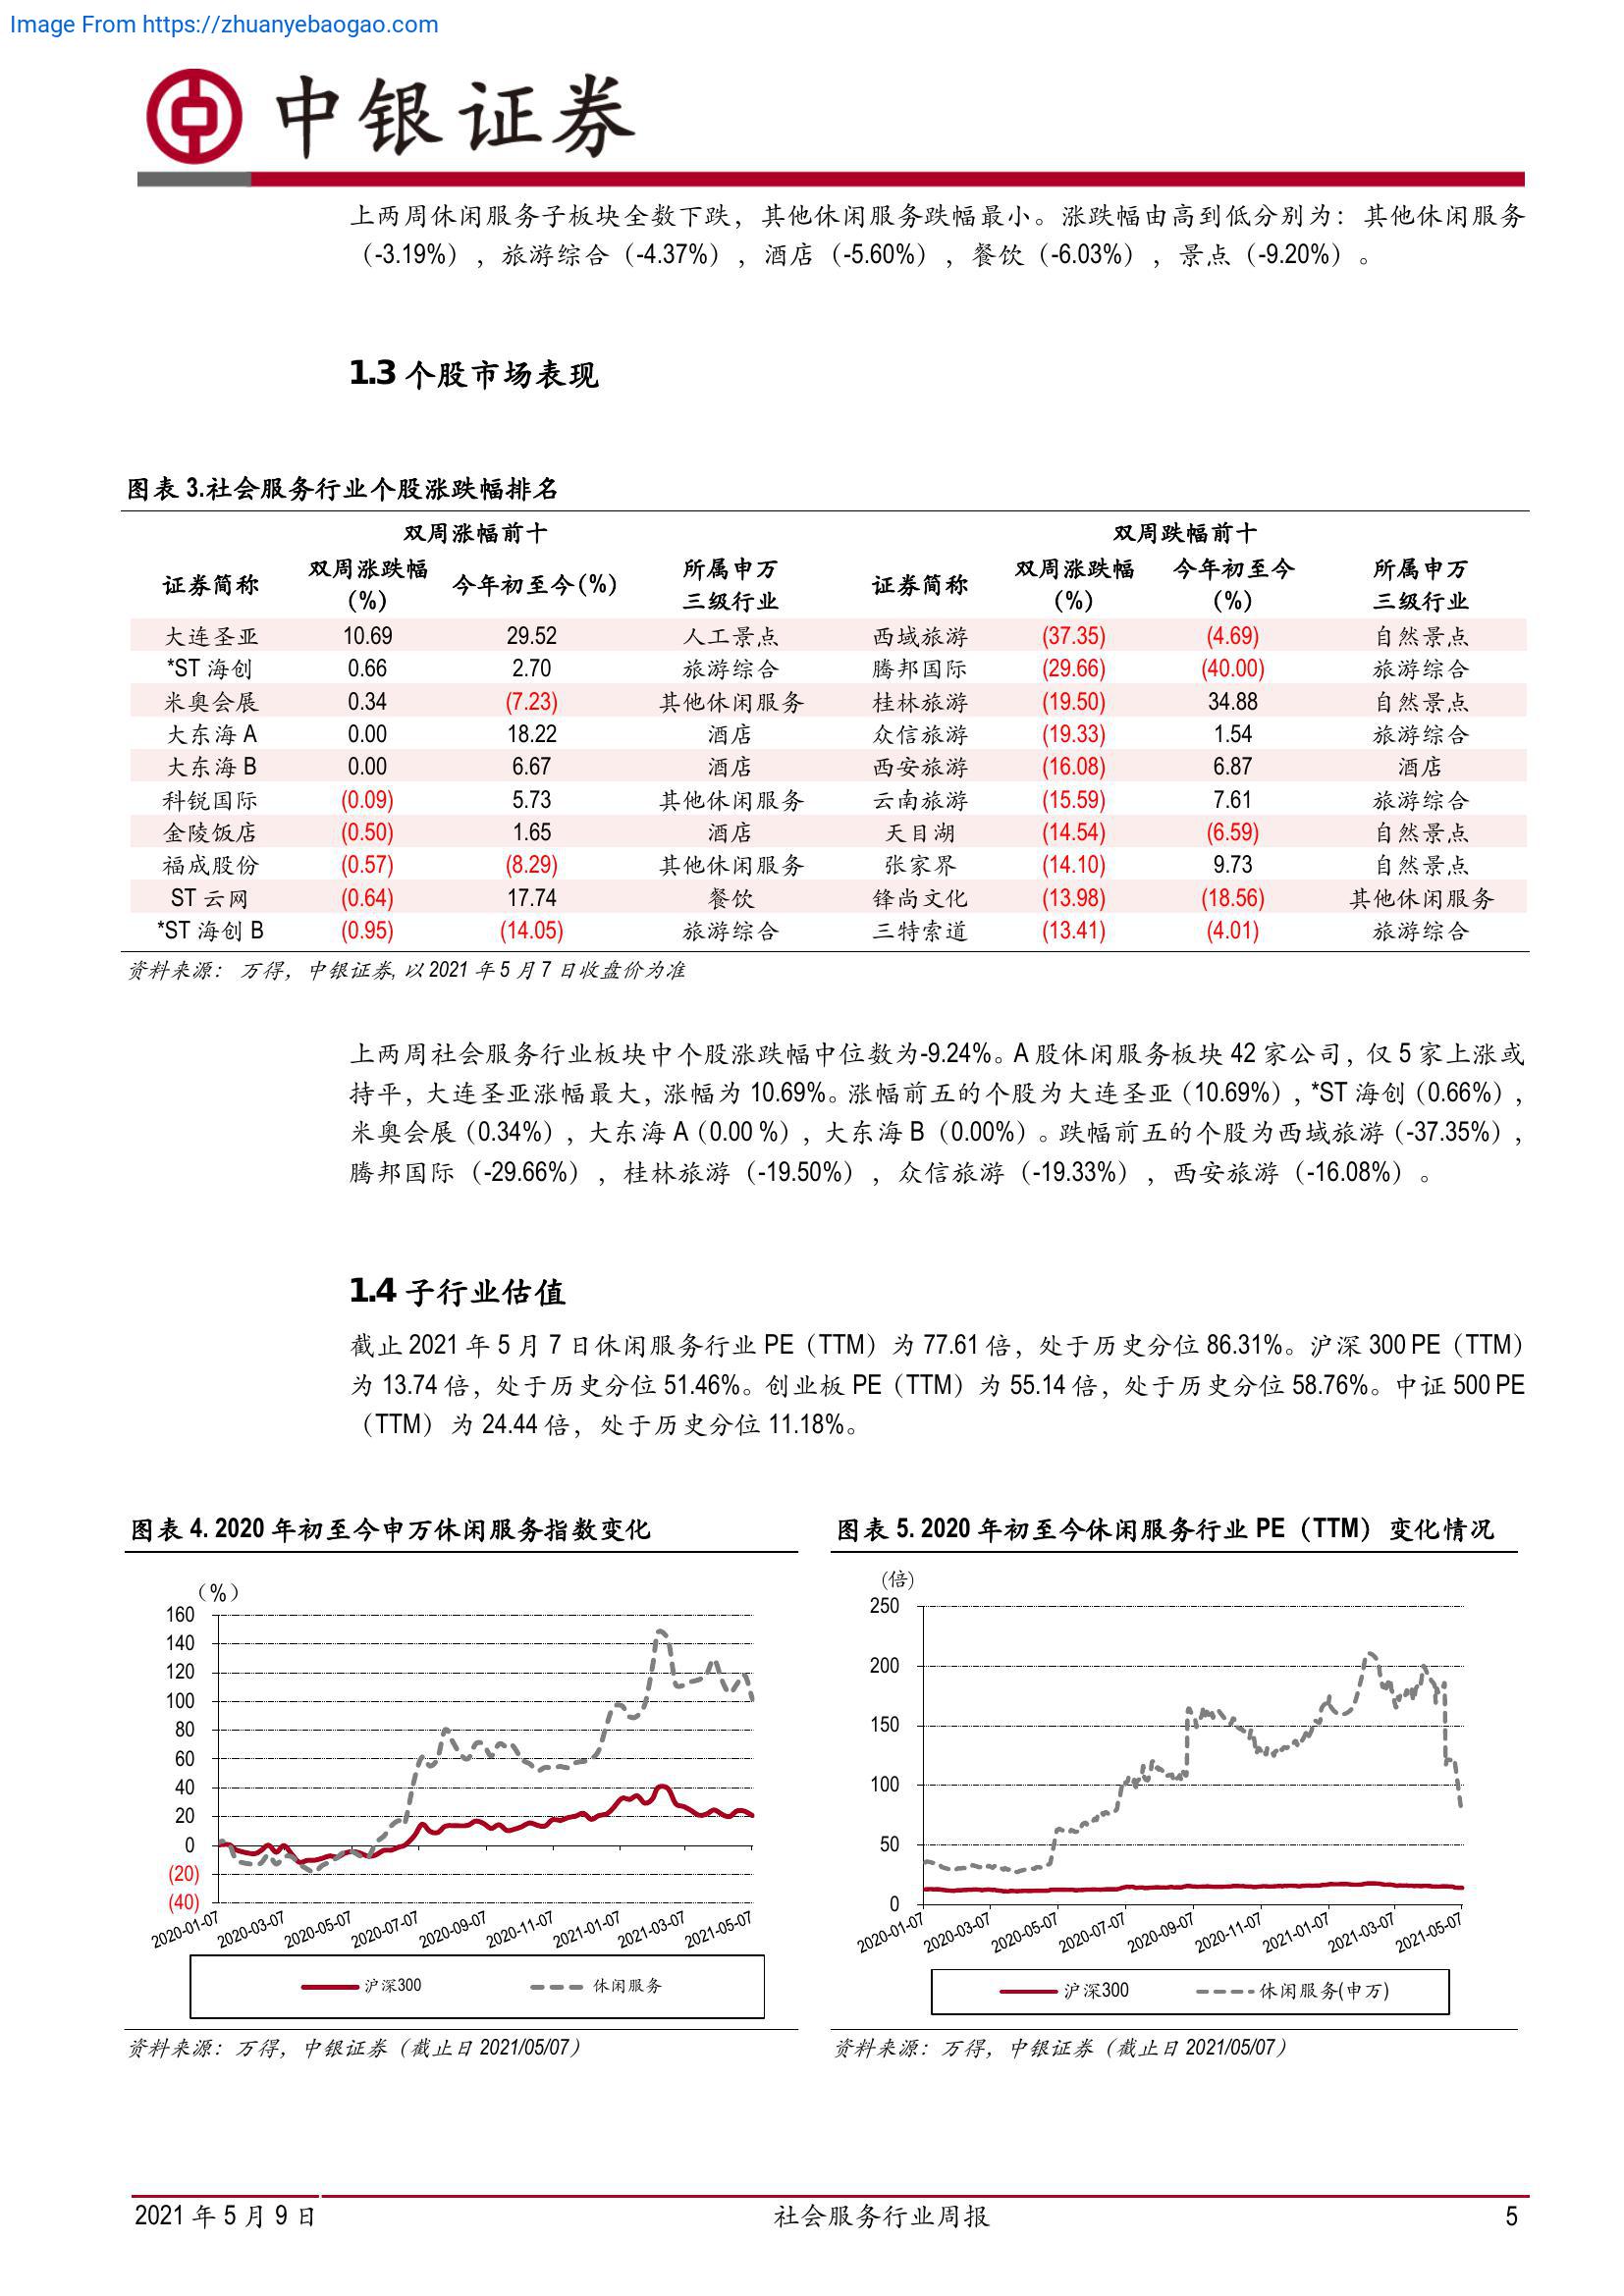 Image From https://zhuanyebaogao.com
中银证券
上两周休闲服务子板块全数下跌，其他休闲服务跌幅最小。涨跌幅由高到低分别为：其他休闲服务
（-3.19%），旅游综合（-4.37%），酒店（-5.60%），餐饮（-6.03%），景点（-9.20%）。
1.3 个股市场表现
图表 3.社会服务行业个股涨跌幅排名
双周涨幅前十 双周跌幅前十
证券简称 双周涨跌幅(%) 今年初至今(%) 所属申万三级行业 证券简称 双周涨跌幅(%) 今年初至今(%) 所属申万三级行业
大连圣亚 10.69 29.52 人工景点 西域旅游 (37.35) (4.69) 自然景点
*ST 海创 0.66 2.70 旅游综合 腾邦国际 (29.66) (40.00) 旅游综合
米奥会展 0.34 (7.23) 其他休闲服务 桂林旅游 (19.50) 34.88 自然景点
大东海 A 0.00 18.22 酒店 众信旅游 (19.33) 1.54 旅游综合
大东海 B 0.00 6.67 酒店 西安旅游 (16.08) 6.87 酒店
科锐国际 (0.09) 5.73 其他休闲服务 云南旅游 (15.59) 7.61 旅游综合
金陵饭店 (0.50) 1.65 酒店 天目湖 (14.54) (6.59) 自然景点
福成股份 (0.57) (8.29) 其他休闲服务 张家界 (14.10) 9.73 自然景点
ST 云网 (0.64) 17.74 餐饮 锋尚文化 (13.98) (18.56) 其他休闲服务
*ST 海创 B (0.95) (14.05) 旅游综合 三特索道 (13.41) (4.01) 旅游综合
资料来源：万得，中银证券, 以 2021 年 5 月 7 日收盘价为准
上两周社会服务行业板块中个股涨跌幅中位数为-9.24%。A 股休闲服务板块 42 家公司，仅 5 家上涨或
持平，大连圣亚涨幅最大，涨幅为 10.69%。涨幅前五的个股为大连圣亚（10.69%），*ST 海创（0.66%），
米奥会展（0.34%），大东海 A（0.00 %），大东海 B（0.00%）。跌幅前五的个股为西域旅游（-37.35%），
腾邦国际（-29.66%），桂林旅游（-19.50%），众信旅游（-19.33%），西安旅游（-16.08%）。
1.4 子行业估值
截止 2021 年 5 月 7 日休闲服务行业 PE（TTM）为 77.61 倍，处于历史分位 86.31%。沪深 300 PE（TTM）
为 13.74 倍，处于历史分位 51.46%。创业板 PE（TTM）为 55.14 倍，处于历史分位 58.76%。中证 500 PE
（TTM）为 24.44 倍，处于历史分位 11.18%。
图表 4. 2020 年初至今申万休闲服务指数变化
（%）
160
140
120
100
80
60
40
20
0
(20)
(40)
2020-01-07 2020-03-07 2020-05-07 2020-07-07 2020-09-07 2020-11-07 2021-01-07 2021-03-07 2021-05-07
沪深300 休闲服务
资料来源：万得，中银证券（截止日 2021/05/07）
图表 5. 2020 年初至今休闲服务行业 PE（TTM）变化情况
(倍)
250
200
150
100
50
0
2020-01-07 2020-03-07 2020-05-07 2020-07-07 2020-09-07 2020-11-07 2021-01-07 2021-03-07 2021-05-07
沪深300 休闲服务(申万)
资料来源：万得，中银证券（截止日 2021/05/07）
2021 年 5 月 9 日 社会服务行业周报 5